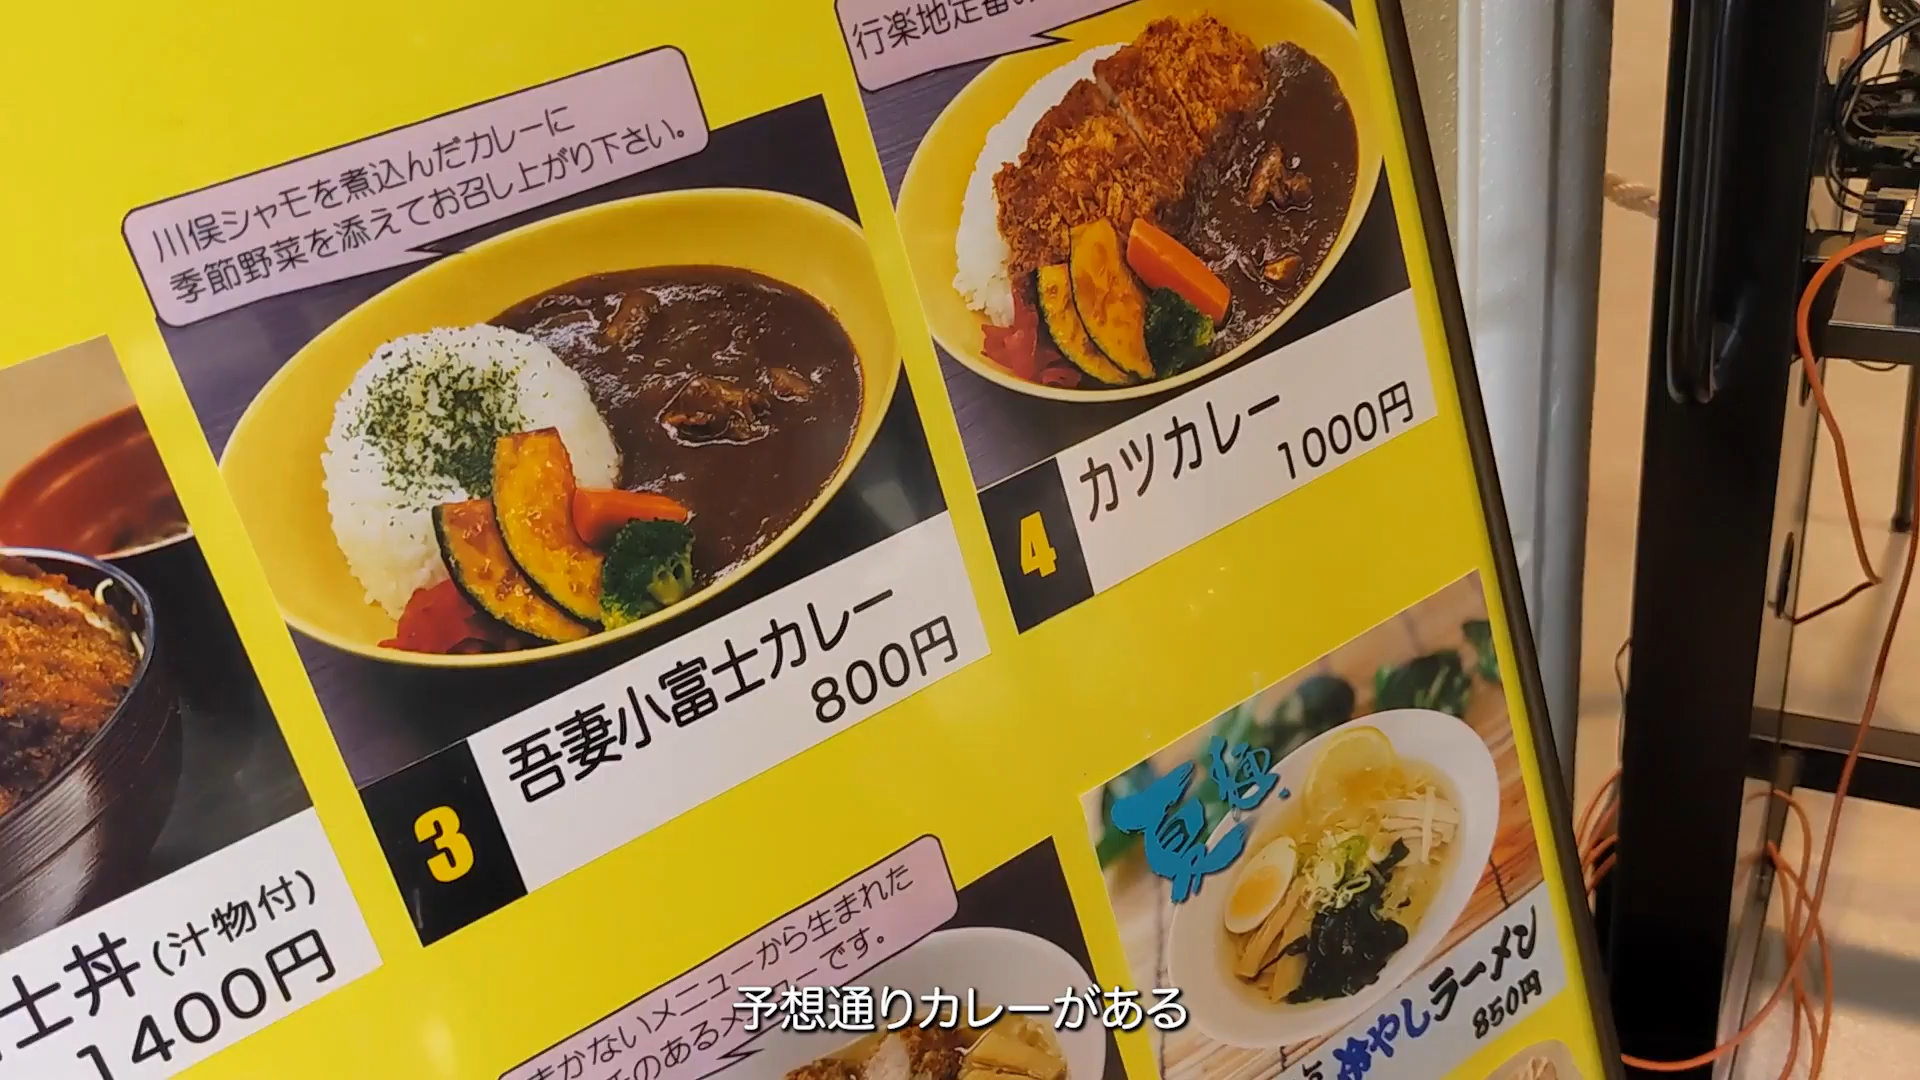 行楽地定番の
川俣シャモを煮込んだカレーに
季節野菜を添えてお召し上がり下さい。
4
カツカレー
1000円
3
吾妻小富士カレー
800円
士丼(汁物付)
1400円
夏極
冷やしラーメン
850円
まかないメニューから生まれた
のあるメ
ーです。
予想通りカレーがある